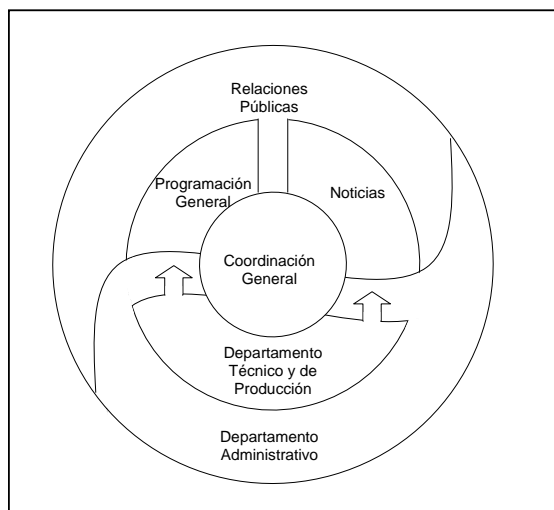 Relaciones
Públicas
Programación
General
Noticias
Coordinación
General
Departamento
Técnico y de
Producción
Departamento
Administrativo